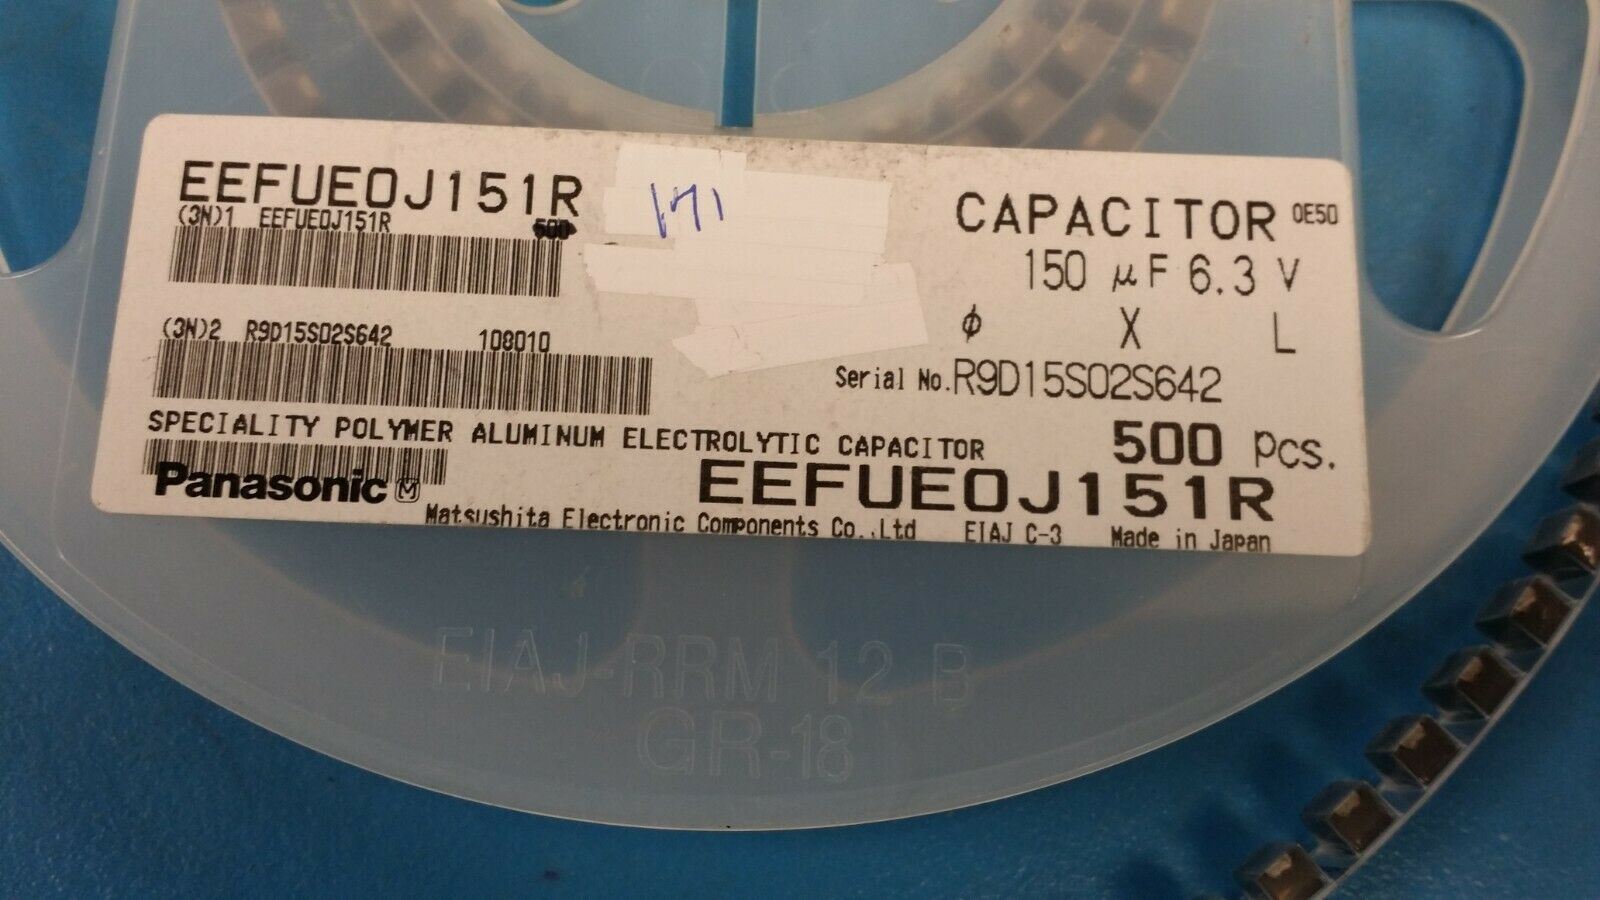 EEFUE0J151R
171
(3N)1 EEFUE0J151R 500
CAPACITOR 0E50
150 μF 6.3 V
φ X L
(3N)2 R9D15S02S642 108010
Serial No. R9D15S02S642
SPECIALITY POLYMER ALUMINUM ELECTROLYTIC CAPACITOR
500 pcs.
Panasonic M
EEFUE0J151R
Matsushita Electronic Components Co.,Ltd EIAJ C-3 Made in Japan
EIAJ-RRM 12 B
GR-18